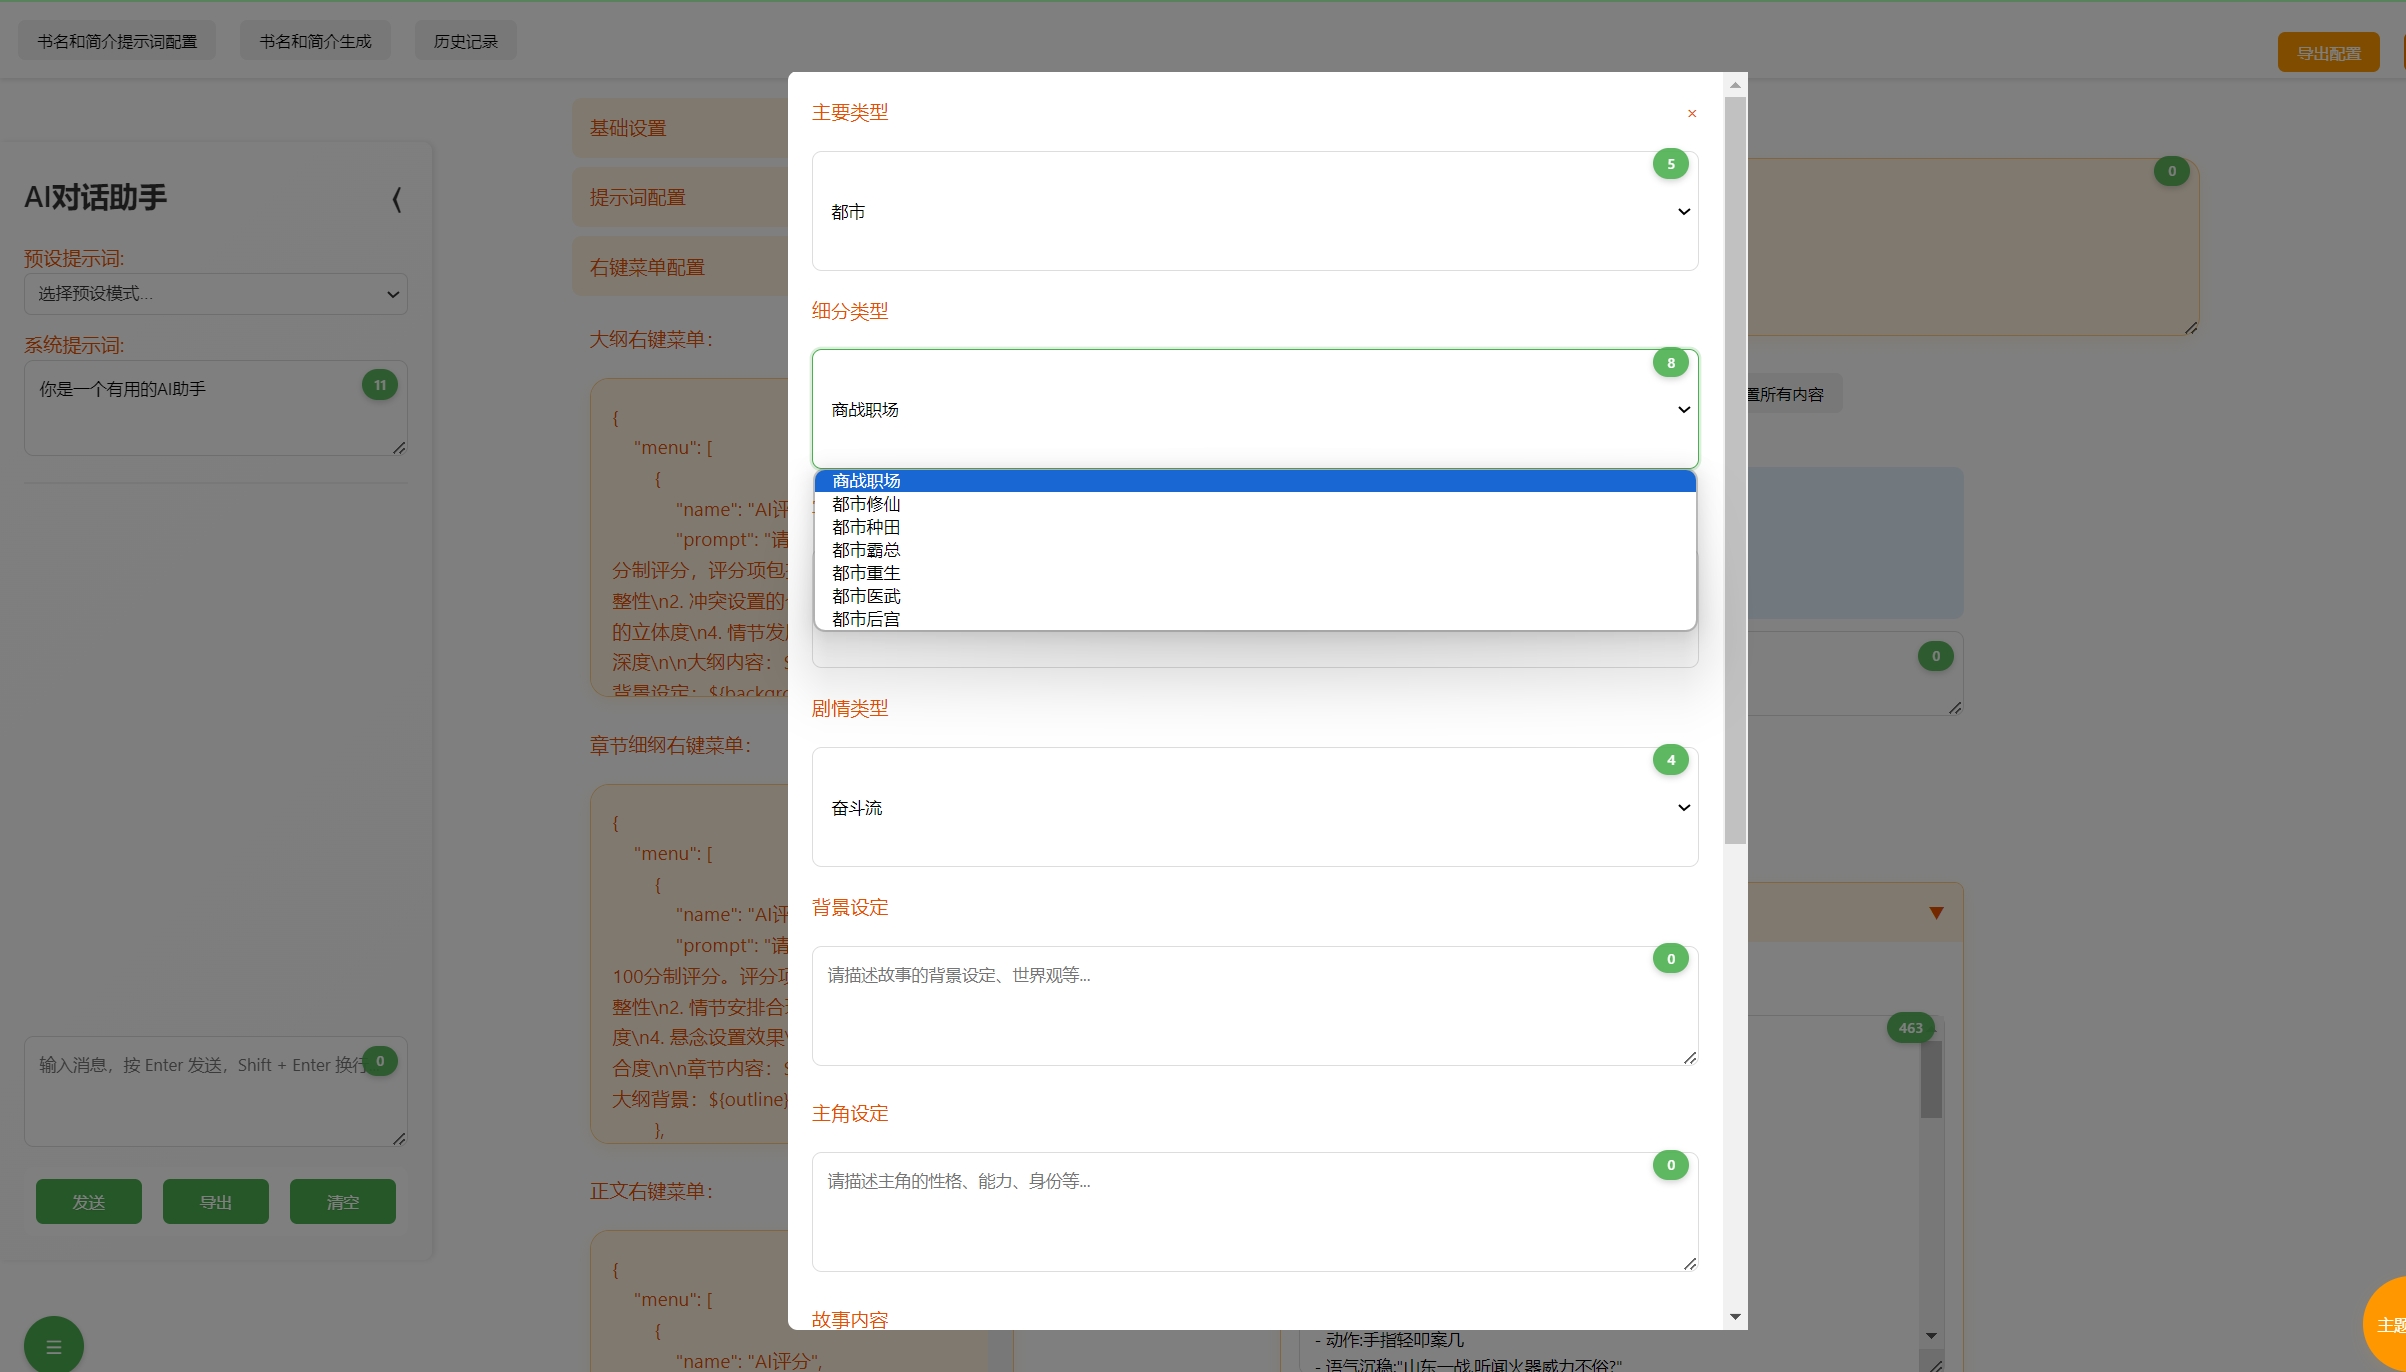 书名和简介提示词配置
书名和简介生成
历史记录
导出配置
AI对话助手
预设提示词:
选择预设模式...
系统提示词:
你是一个有用的AI助手
11
输入消息，按 Enter 发送，Shift + Enter 换行
0
发送
导出
清空
☰
基础设置
提示词配置
右键菜单配置
大纲右键菜单：
{
"menu": [
{
"name": "AI评
"prompt": "请
分制评分，评分项包
整性\n2. 冲突设置的
的立体度\n4. 情节发
深度\n\n大纲内容：
背景设定：${backgro
章节细纲右键菜单：
{
"menu": [
{
"name": "AI评
"prompt": "请
100分制评分。评分项
整性\n2. 情节安排合
度\n4. 悬念设置效果\
合度\n\n章节内容：
大纲背景：${outline}
},
正文右键菜单：
{
"menu": [
{
"name": "AI评分",
主要类型
×
5
都市
细分类型
8
商战职场
商战职场
都市修仙
都市种田
都市霸总
都市重生
都市医武
都市后宫
剧情类型
4
奋斗流
背景设定
0
请描述故事的背景设定、世界观等...
主角设定
0
请描述主角的性格、能力、身份等...
故事内容
0
置所有内容
0
▼
463
- 动作:手指轻叩案几
- 语气沉稳:"山东一战,听闻火器威力不俗?"
主题